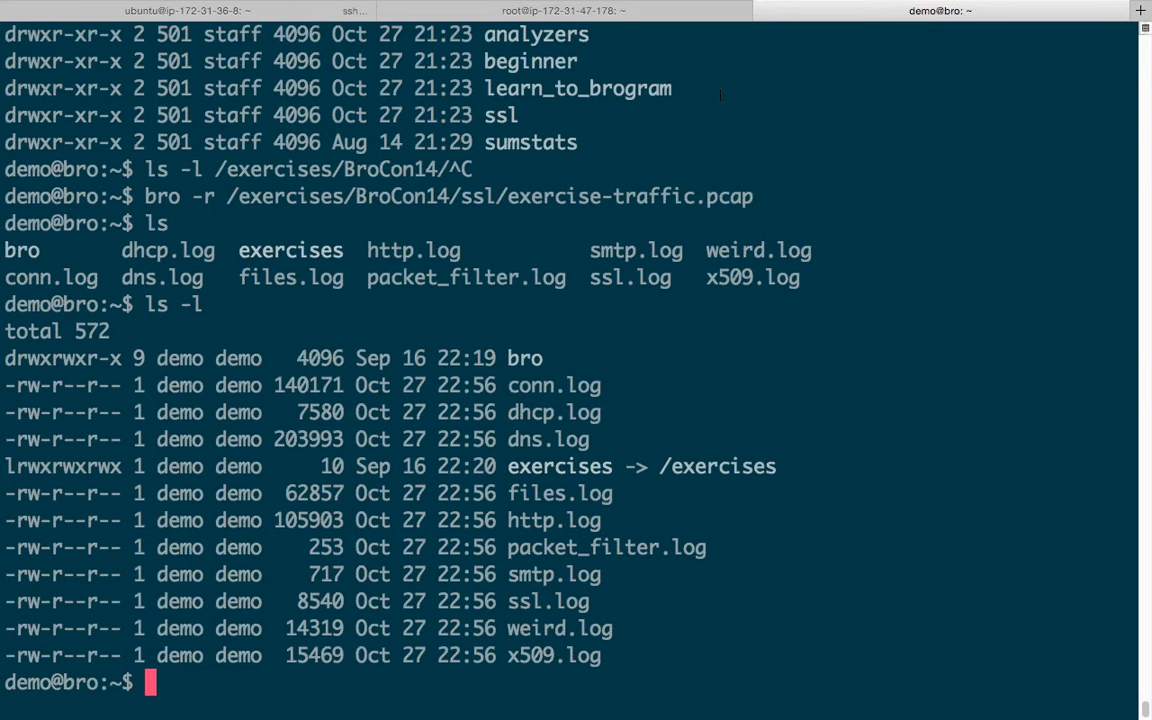 ubuntu@ip-172-31-36-8: ~ ssh... root@ip-172-31-47-178: ~ demo@bro: ~
drwxr-xr-x 2 501 staff 4096 Oct 27 21:23 analyzers
drwxr-xr-x 2 501 staff 4096 Oct 27 21:23 beginner
drwxr-xr-x 2 501 staff 4096 Oct 27 21:23 learn_to_brogram
drwxr-xr-x 2 501 staff 4096 Oct 27 21:23 ssl
drwxr-xr-x 2 501 staff 4096 Aug 14 21:29 sumstats
demo@bro:~$ ls -l /exercises/BroCon14/^C
demo@bro:~$ bro -r /exercises/BroCon14/ssl/exercise-traffic.pcap
demo@bro:~$ ls
bro dhcp.log exercises http.log smtp.log weird.log
conn.log dns.log files.log packet_filter.log ssl.log x509.log
demo@bro:~$ ls -l
total 572
drwxrwxr-x 9 demo demo 4096 Sep 16 22:19 bro
-rw-r--r-- 1 demo demo 140171 Oct 27 22:56 conn.log
-rw-r--r-- 1 demo demo 7580 Oct 27 22:56 dhcp.log
-rw-r--r-- 1 demo demo 203993 Oct 27 22:56 dns.log
lrwxrwxrwx 1 demo demo 10 Sep 16 22:20 exercises -> /exercises
-rw-r--r-- 1 demo demo 62857 Oct 27 22:56 files.log
-rw-r--r-- 1 demo demo 105903 Oct 27 22:56 http.log
-rw-r--r-- 1 demo demo 253 Oct 27 22:56 packet_filter.log
-rw-r--r-- 1 demo demo 717 Oct 27 22:56 smtp.log
-rw-r--r-- 1 demo demo 8540 Oct 27 22:56 ssl.log
-rw-r--r-- 1 demo demo 14319 Oct 27 22:56 weird.log
-rw-r--r-- 1 demo demo 15469 Oct 27 22:56 x509.log
demo@bro:~$